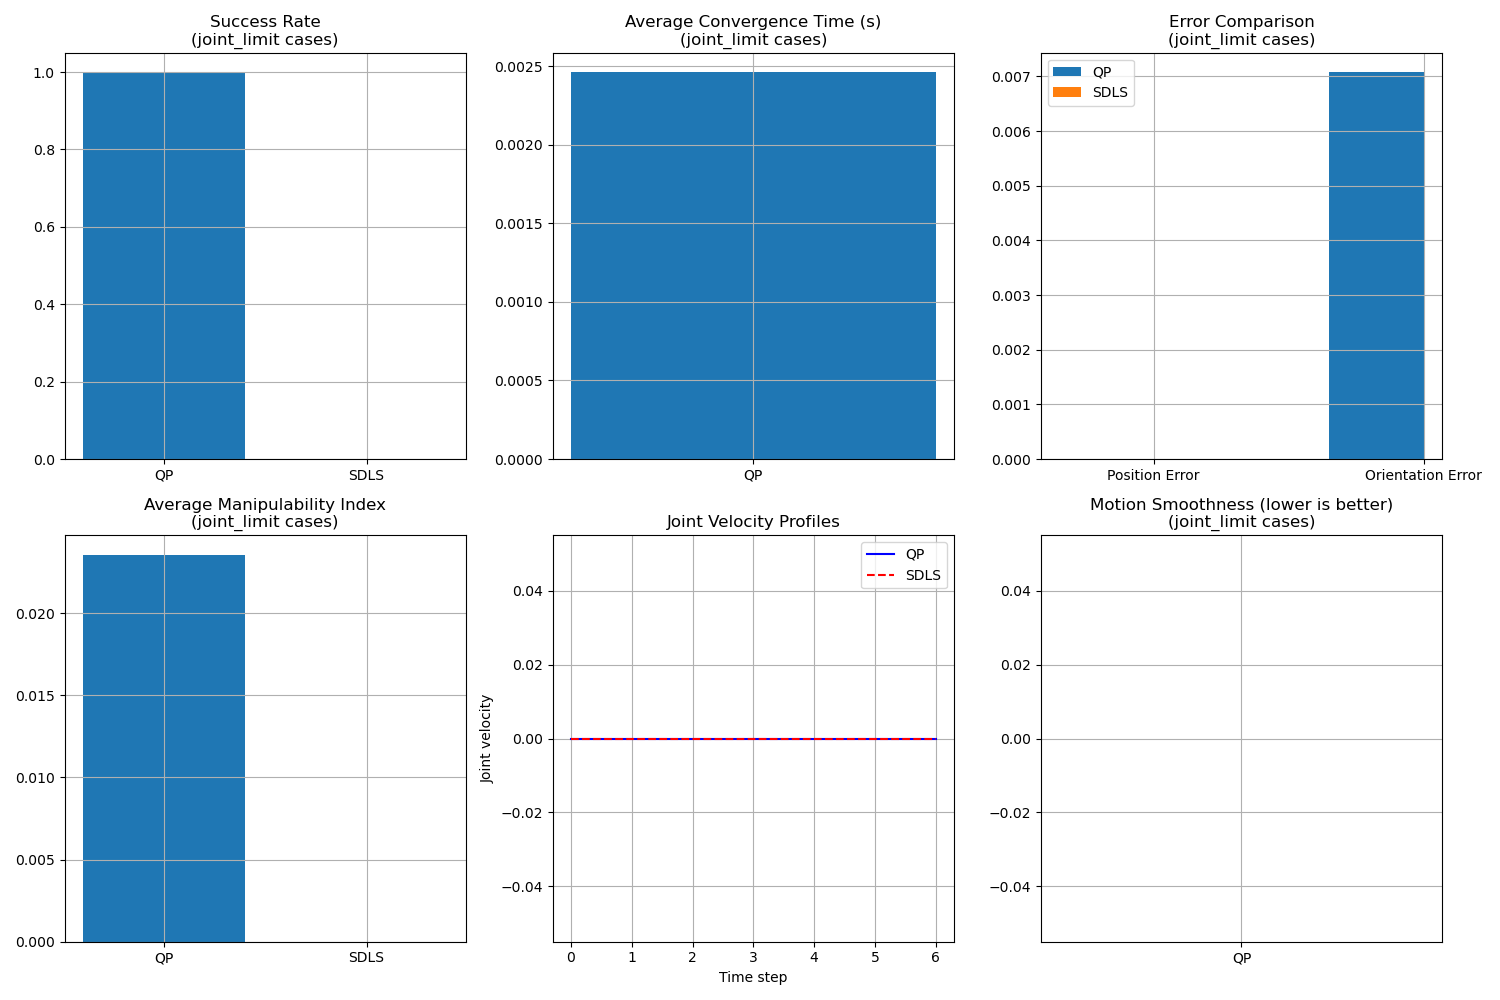 Success Rate
(joint_limit cases)
1.0
0.8
0.6
0.4
0.2
0.0
QP
SDLS
Average Convergence Time (s)
(joint_limit cases)
0.0025
0.0020
0.0015
0.0010
0.0005
0.0000
QP
Error Comparison
(joint_limit cases)
QP
SDLS
0.007
0.006
0.005
0.004
0.003
0.002
0.001
0.000
Position Error
Orientation Error
Average Manipulability Index
(joint_limit cases)
0.020
0.015
0.010
0.005
0.000
QP
SDLS
Joint Velocity Profiles
QP
SDLS
Joint velocity
0.04
0.02
0.00
−0.02
−0.04
0
1
2
3
4
5
6
Time step
Motion Smoothness (lower is better)
(joint_limit cases)
0.04
0.02
0.00
−0.02
−0.04
QP